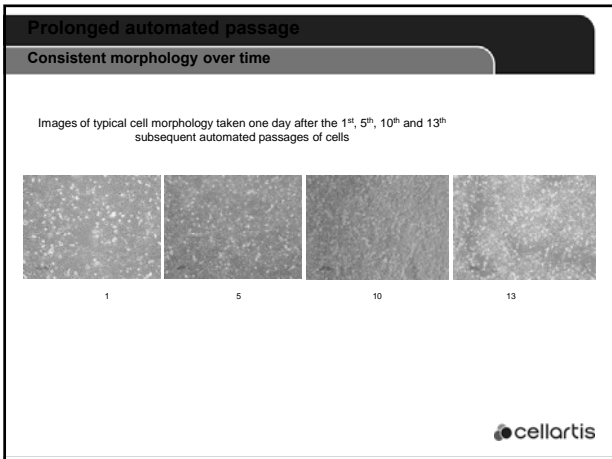 Prolonged automated passage
Consistent morphology over time
Images of typical cell morphology taken one day after the 1st, 5th, 10th and 13th
subsequent automated passages of cells
1 5 10 13
cellartis